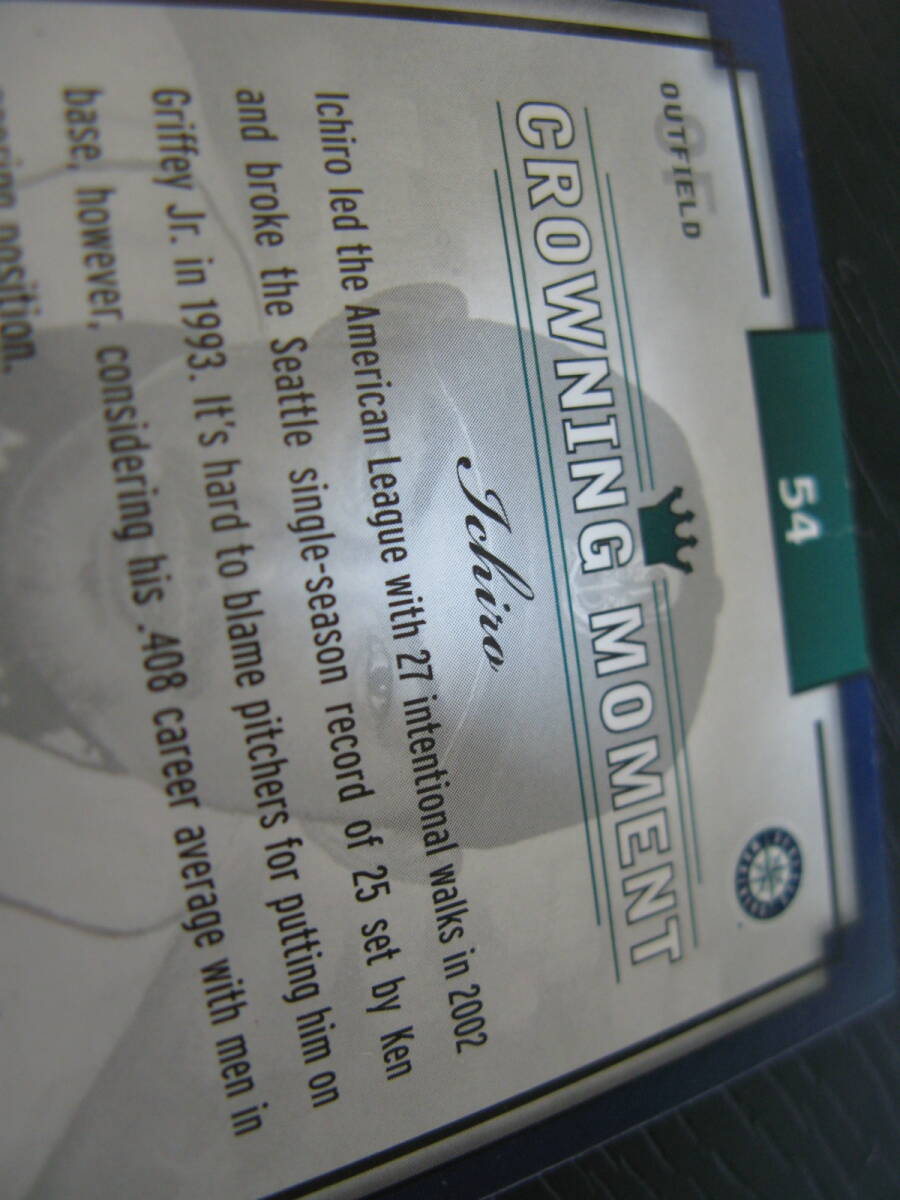 54
OUTFIELD
CROWNING MOMENT
Ichiro
Ichiro led the American League with 27 intentional walks in 2002
and broke the Seattle single-season record of 25 set by Ken
Griffey Jr. in 1993. It's hard to blame pitchers for putting him on
base, however, considering his .408 career average with men in
position.